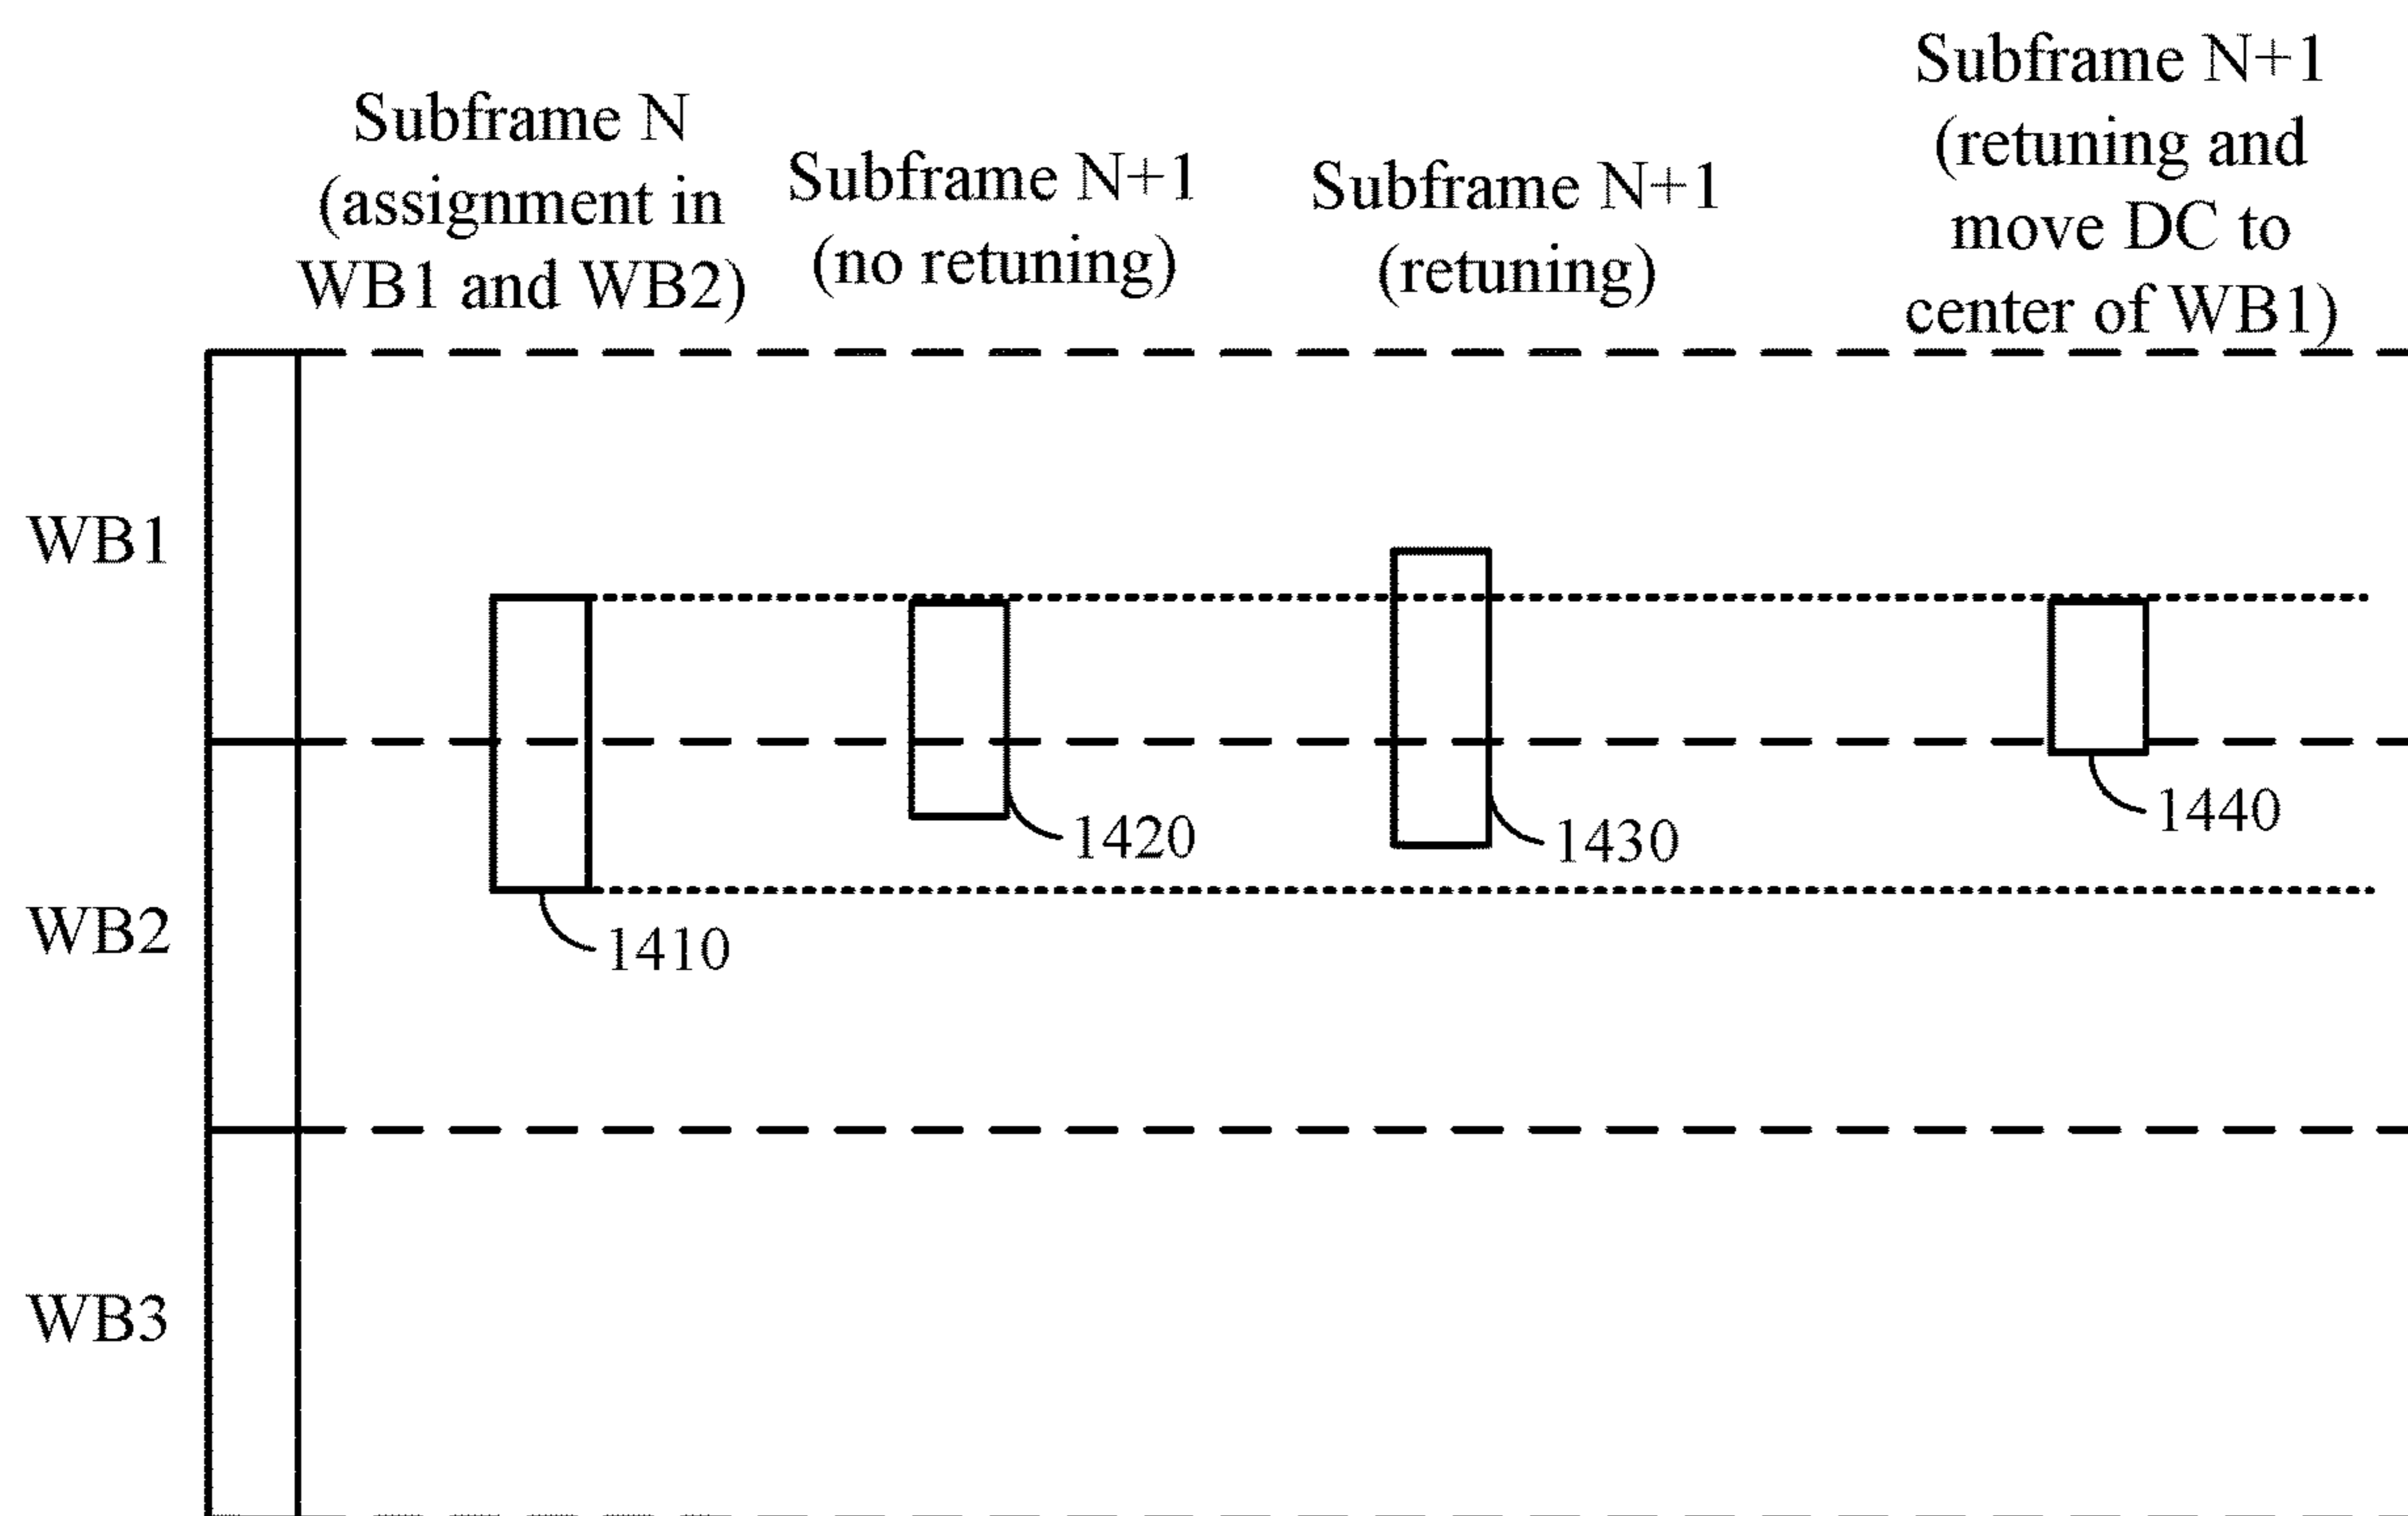 Subframe N
(assignment in
WB1 and WB2)
Subframe N+1
(no retuning)
Subframe N+1
(retuning)
Subframe N+1
(retuning and
move DC to
center of WB1)
WB1
1420
1430
1440
WB2
1410
WB3